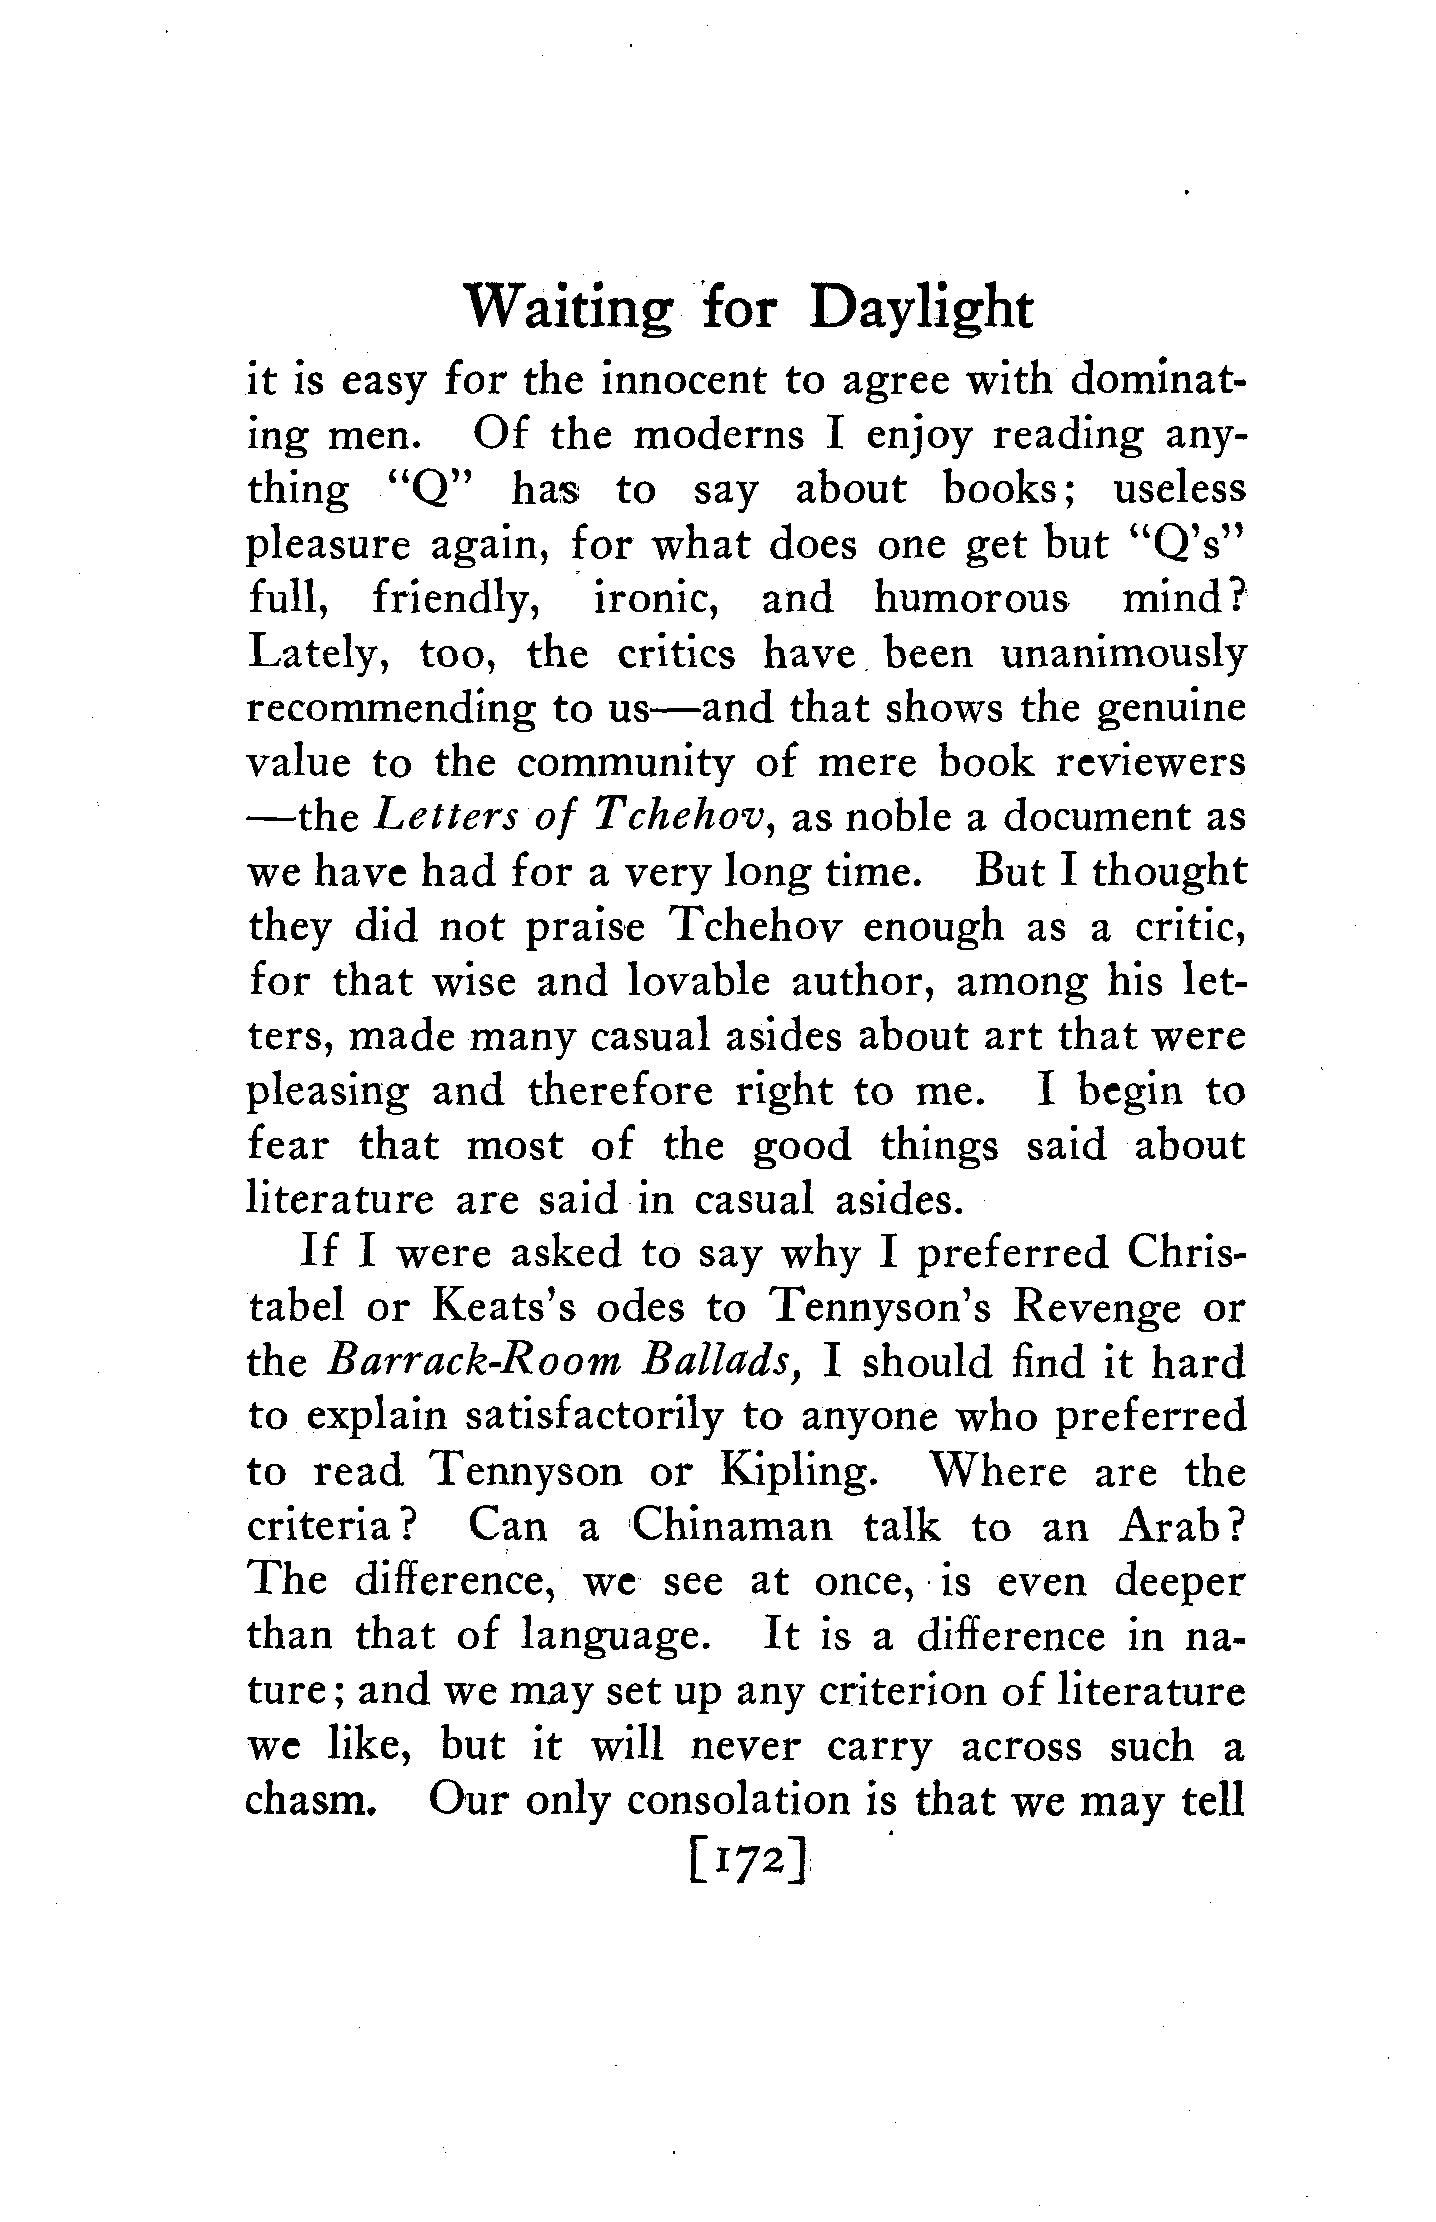 Waiting for Daylight
it is easy for the innocent to agree with dominat-
ing men. Of the moderns I enjoy reading any-
thing “Q” has to say about books; useless
pleasure again, for what does one get but “Q’s”
full, friendly, ironic, and humorous mind?
Lately, too, the critics have been unanimously
recommending to us—and that shows the genuine
value to the community of mere book reviewers
—the Letters of Tchehov, as noble a document as
we have had for a very long time. But I thought
they did not praise Tchehov enough as a critic,
for that wise and lovable author, among his let-
ters, made many casual asides about art that were
pleasing and therefore right to me. I begin to
fear that most of the good things said about
literature are said in casual asides.
If I were asked to say why I preferred Chris-
tabel or Keats’s odes to Tennyson’s Revenge or
the Barrack-Room Ballads, I should find it hard
to explain satisfactorily to anyone who preferred
to read Tennyson or Kipling. Where are the
criteria? Can a Chinaman talk to an Arab?
The difference, we see at once, is even deeper
than that of language. It is a difference in na-
ture; and we may set up any criterion of literature
we like, but it will never carry across such a
chasm. Our only consolation is that we may tell
[172]